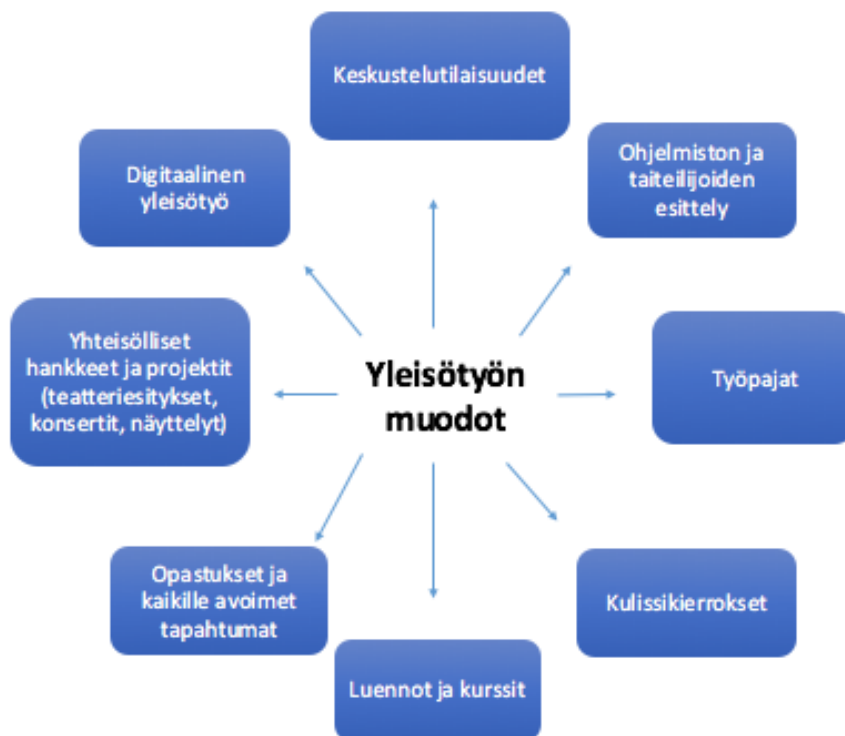 Keskustelutilaisuudet
Ohjelmiston ja
taiteilijoiden
esittely
Työpajat
Kulissikierrokset
Luennot ja kurssit
Opastukset ja
kaikille avoimet
tapahtumat
Yhteisölliset
hankkeet ja projektit
(teatteriesitykset,
konsertit, näyttelyt)
Digitaalinen
yleisötyö
Yleisötyön
muodot